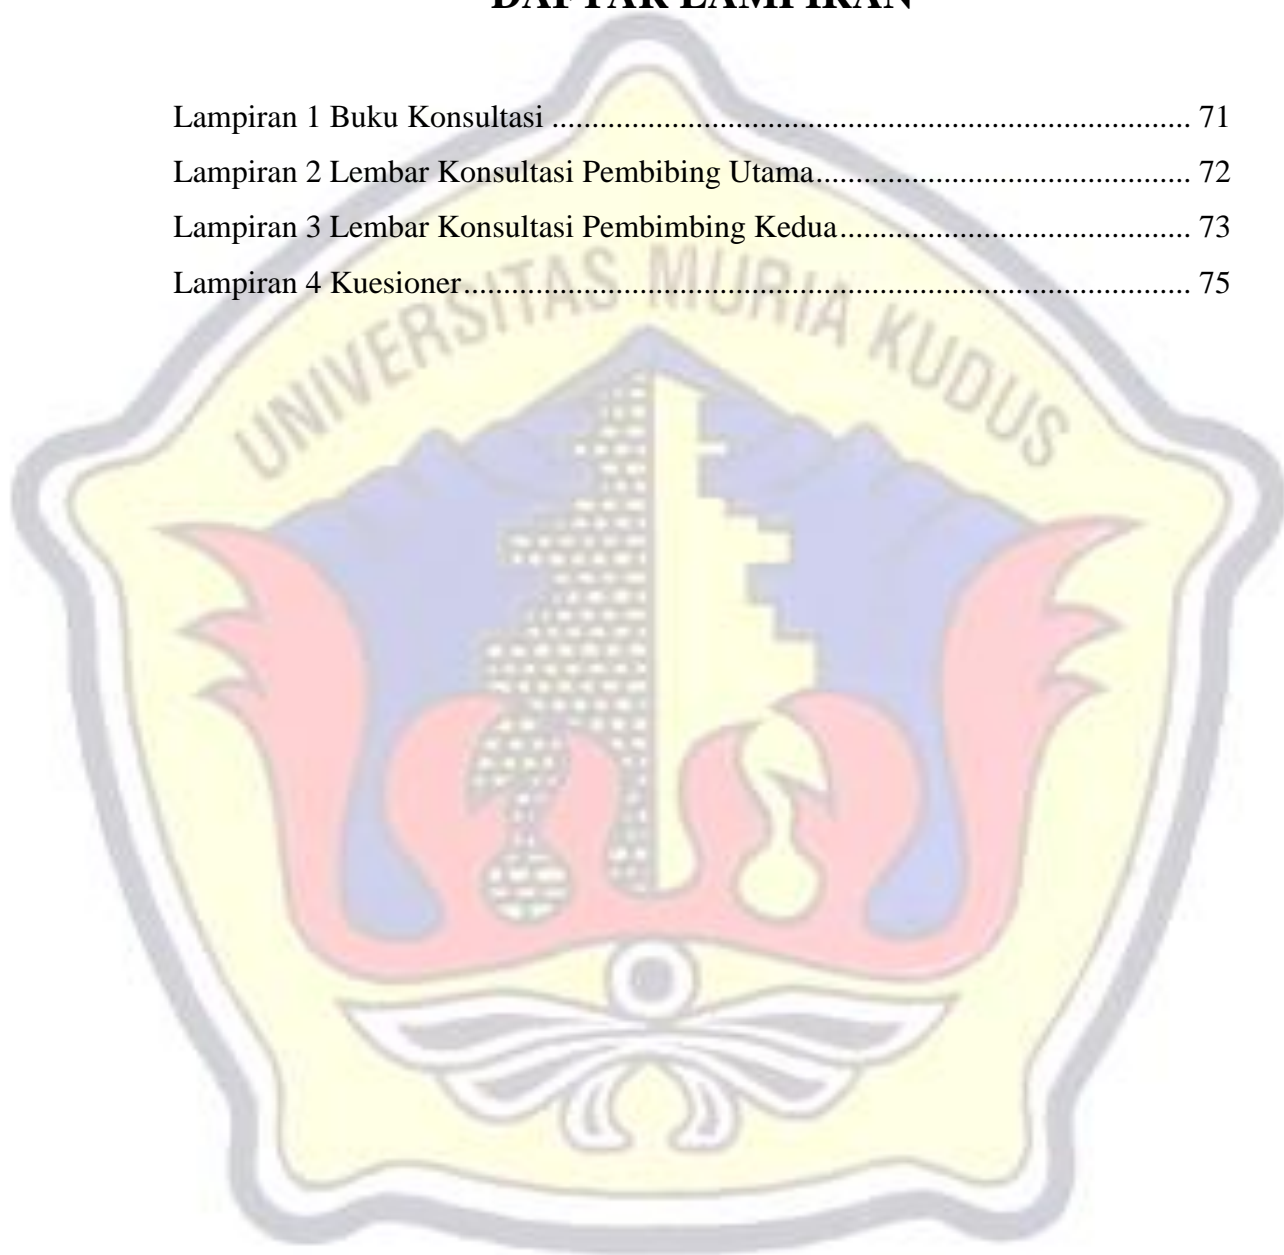 DAFTAR LAMPIRAN
Lampiran 1 Buku Konsultasi ................................................................................ 71
Lampiran 2 Lembar Konsultasi Pembibing Utama............................................... 72
Lampiran 3 Lembar Konsultasi Pembimbing Kedua............................................ 73
Lampiran 4 Kuesioner........................................................................................... 75
UNIVERSITAS MURIA KUDUS